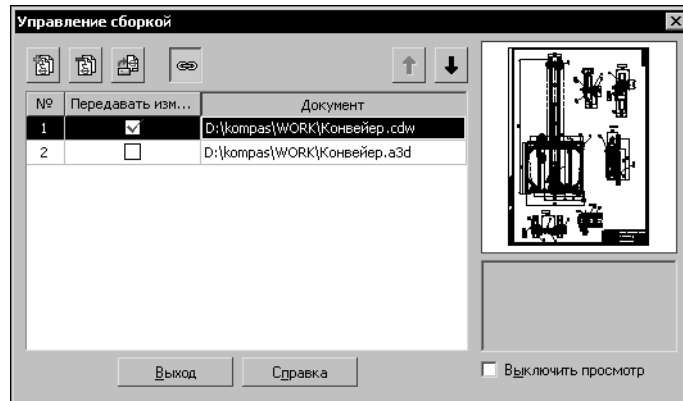 Управление сборкой
№ Передавать изм... Документ
1 D:\kompas\WORK\Конвейер.cdw
2 D:\kompas\WORK\Конвейер.a3d
Выход Справка
Выключить просмотр